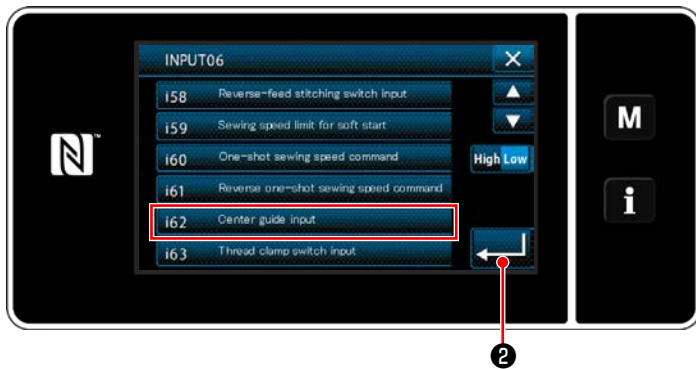 INPUT06
i58 Reverse-feed stitching switch input
i59 Sewing speed limit for soft start
i60 One-shot sewing speed command
High Low
i61 Reverse one-shot sewing speed command
i62 Center guide input
i63 Thread clamp switch input
M
i
N
❷